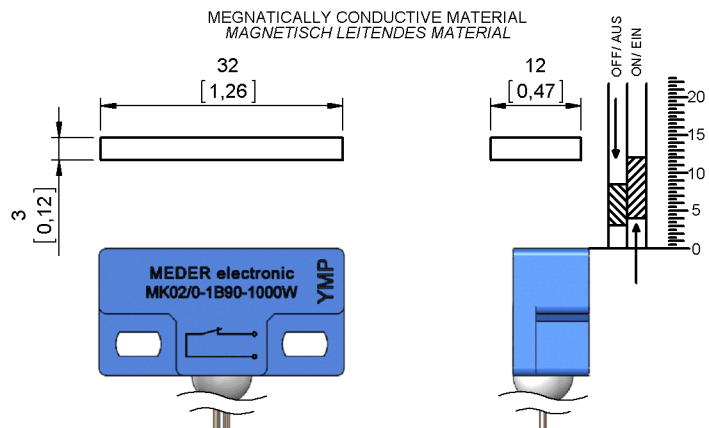 MEGNATICALLY CONDUCTIVE MATERIAL
MAGNETISCH LEITENDES MATERIAL
OFF/ AUS
ON/ EIN
32
[1,26]
12
[0,47]
20
15
10
5
0
3
[0,12]
MEDER electronic
MK02/0-1B90-1000W
YMP